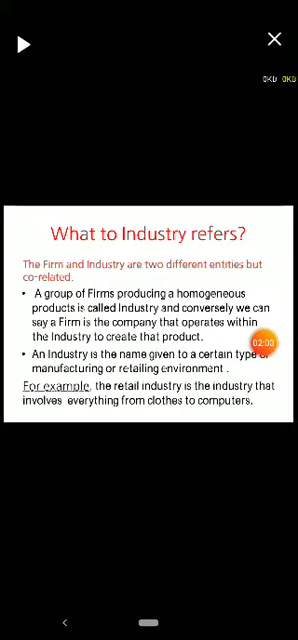 0KB 0KB
What to Industry refers?
The Firm and Industry are two different entities but
co-related.
• A group of Firms producing a homogeneous
products is called Industry and conversely we can
say a Firm is the company that operates within
the Industry to create that product.
02:03
• An Industry is the name given to a certain type
manufacturing or retailing environment .
For example, the retail industry is the industry that
involves everything from clothes to computers.